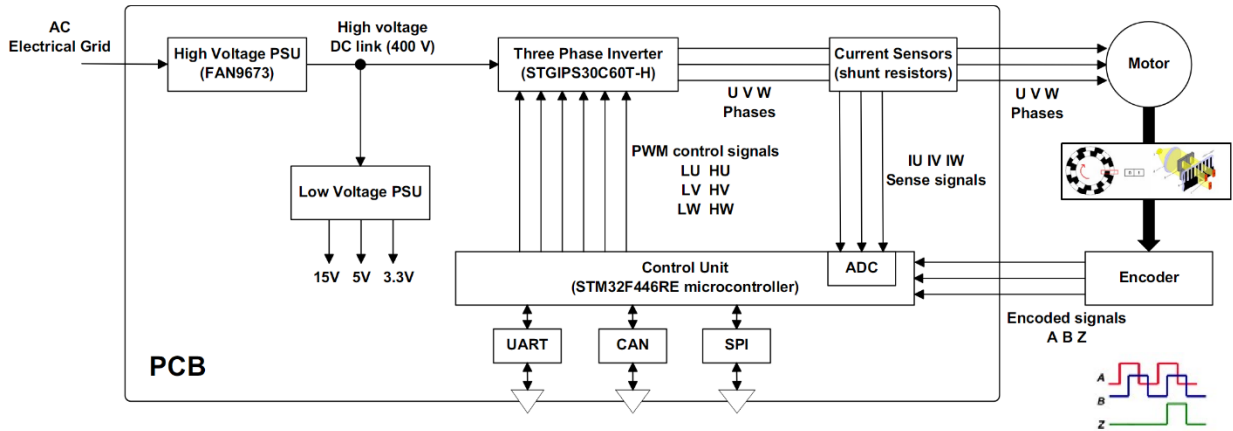 AC
Electrical Grid
High Voltage PSU
(FAN9673)
High voltage
DC link (400 V)
Three Phase Inverter
(STGIPS30C60T-H)
Current Sensors
(shunt resistors)
Motor
U V W
Phases
U V W
Phases
PWM control signals
LU HU
LV HV
LW HW
IU IV IW
Sense signals
Low Voltage PSU
15V 5V 3.3V
Control Unit
(STM32F446RE microcontroller)
ADC
Encoder
Encoded signals
A B Z
UART
CAN
SPI
PCB
A
B
Z